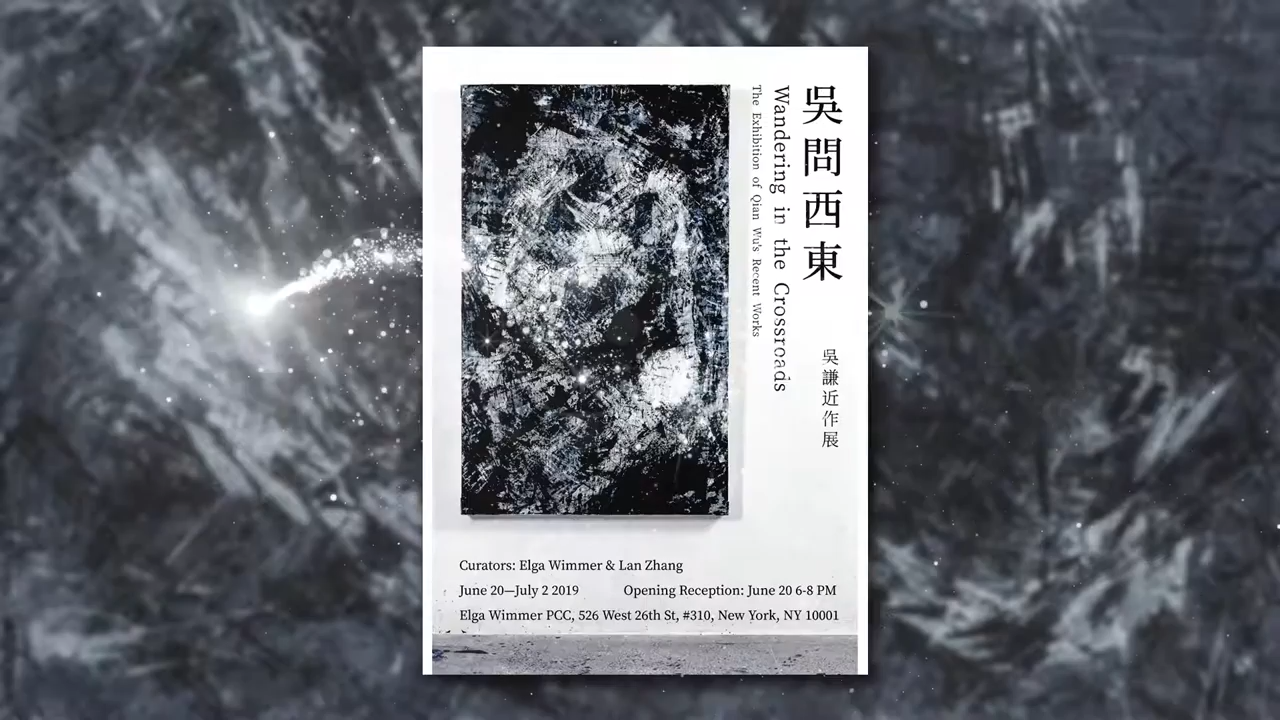 吳問西東
Wandering in the Crossroads
The Exhibition of Qian Wu's Recent Works
吳謙近作展
Curators: Elga Wimmer & Lan Zhang
June 20—July 2 2019 Opening Reception: June 20 6-8 PM
Elga Wimmer PCC, 526 West 26th St, #310, New York, NY 10001